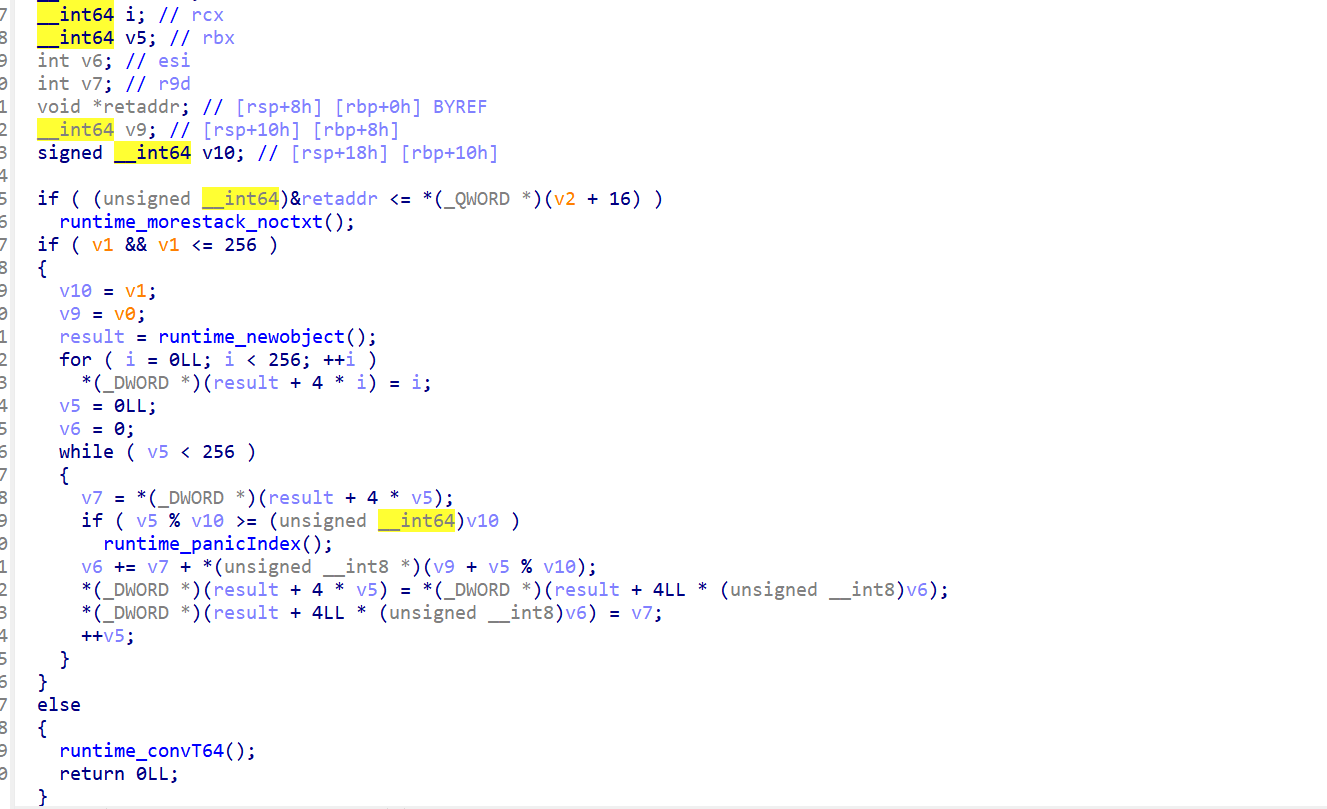 7 __int64 i; // rcx
8 __int64 v5; // rbx
9 int v6; // esi
0 int v7; // r9d
1 void *retaddr; // [rsp+8h] [rbp+0h] BYREF
2 __int64 v9; // [rsp+10h] [rbp+8h]
3 signed __int64 v10; // [rsp+18h] [rbp+10h]
4
5 if ( (unsigned __int64)&retaddr <= *(_QWORD *)(v2 + 16) )
6 runtime_morestack_noctxt();
7 if ( v1 && v1 <= 256 )
8 {
9 v10 = v1;
0 v9 = v0;
1 result = runtime_newobject();
2 for ( i = 0LL; i < 256; ++i )
3 *(_DWORD *)(result + 4 * i) = i;
4 v5 = 0LL;
5 v6 = 0;
6 while ( v5 < 256 )
7 {
8 v7 = *(_DWORD *)(result + 4 * v5);
9 if ( v5 % v10 >= (unsigned __int64)v10 )
0 runtime_panicIndex();
1 v6 += v7 + *(unsigned __int8 *)(v9 + v5 % v10);
2 *(_DWORD *)(result + 4 * v5) = *(_DWORD *)(result + 4LL * (unsigned __int8)v6);
3 *(_DWORD *)(result + 4LL * (unsigned __int8)v6) = v7;
4 ++v5;
5 }
6 }
7 else
8 {
9 runtime_convT64();
0 return 0LL;
}